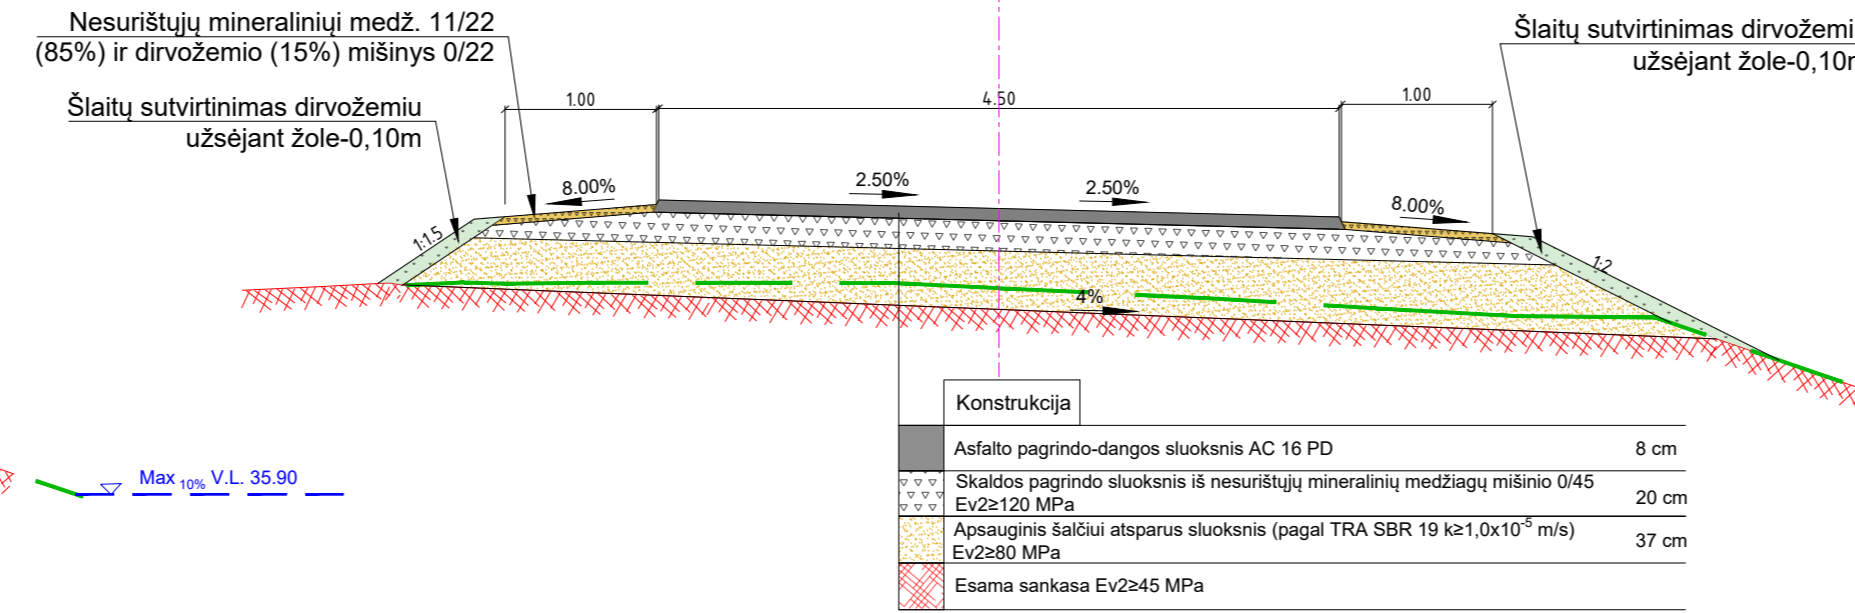 Nesurištųjų mineraliniųi medž. 11/22
(85%) ir dirvožemio (15%) mišinys 0/22
Šlaitų sutvirtinimas dirvožemiu
užsėjant žole-0,10m
Šlaitų sutvirtinimas dirvožemi
užsėjant žole-0,10
1.00
4.50
1.00
8.00%
2.50%
2.50%
8.00%
1:1.5
1:2
4%
Max 10% V.L. 35.90
Konstrukcija
Asfalto pagrindo-dangos sluoksnis AC 16 PD 8 cm
Skaldos pagrindo sluoksnis iš nesurištųjų mineralinių medžiagų mišinio 0/45
Ev2≥120 MPa 20 cm
Apsauginis šalčiui atsparus sluoksnis (pagal TRA SBR 19 k≥1,0x10⁻⁵ m/s)
Ev2≥80 MPa 37 cm
Esama sankasa Ev2≥45 MPa